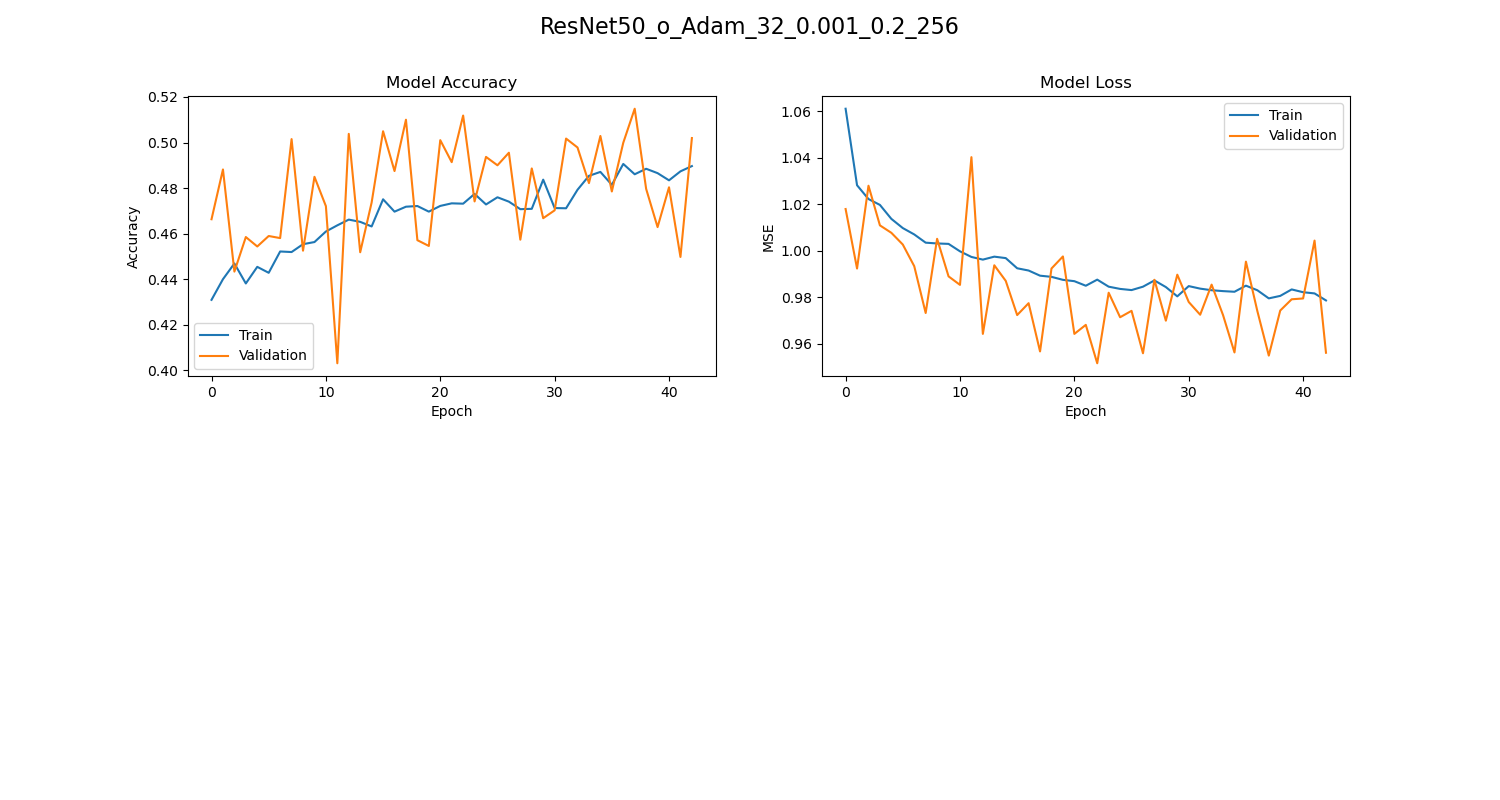 ResNet50_o_Adam_32_0.001_0.2_256
Model Accuracy
0.52
0.50
0.48
0.46
0.44
0.42
0.40
Accuracy
Train
Validation
0
10
20
30
40
Epoch
Model Loss
1.06
1.04
1.02
1.00
0.98
0.96
MSE
Train
Validation
0
10
20
30
40
Epoch